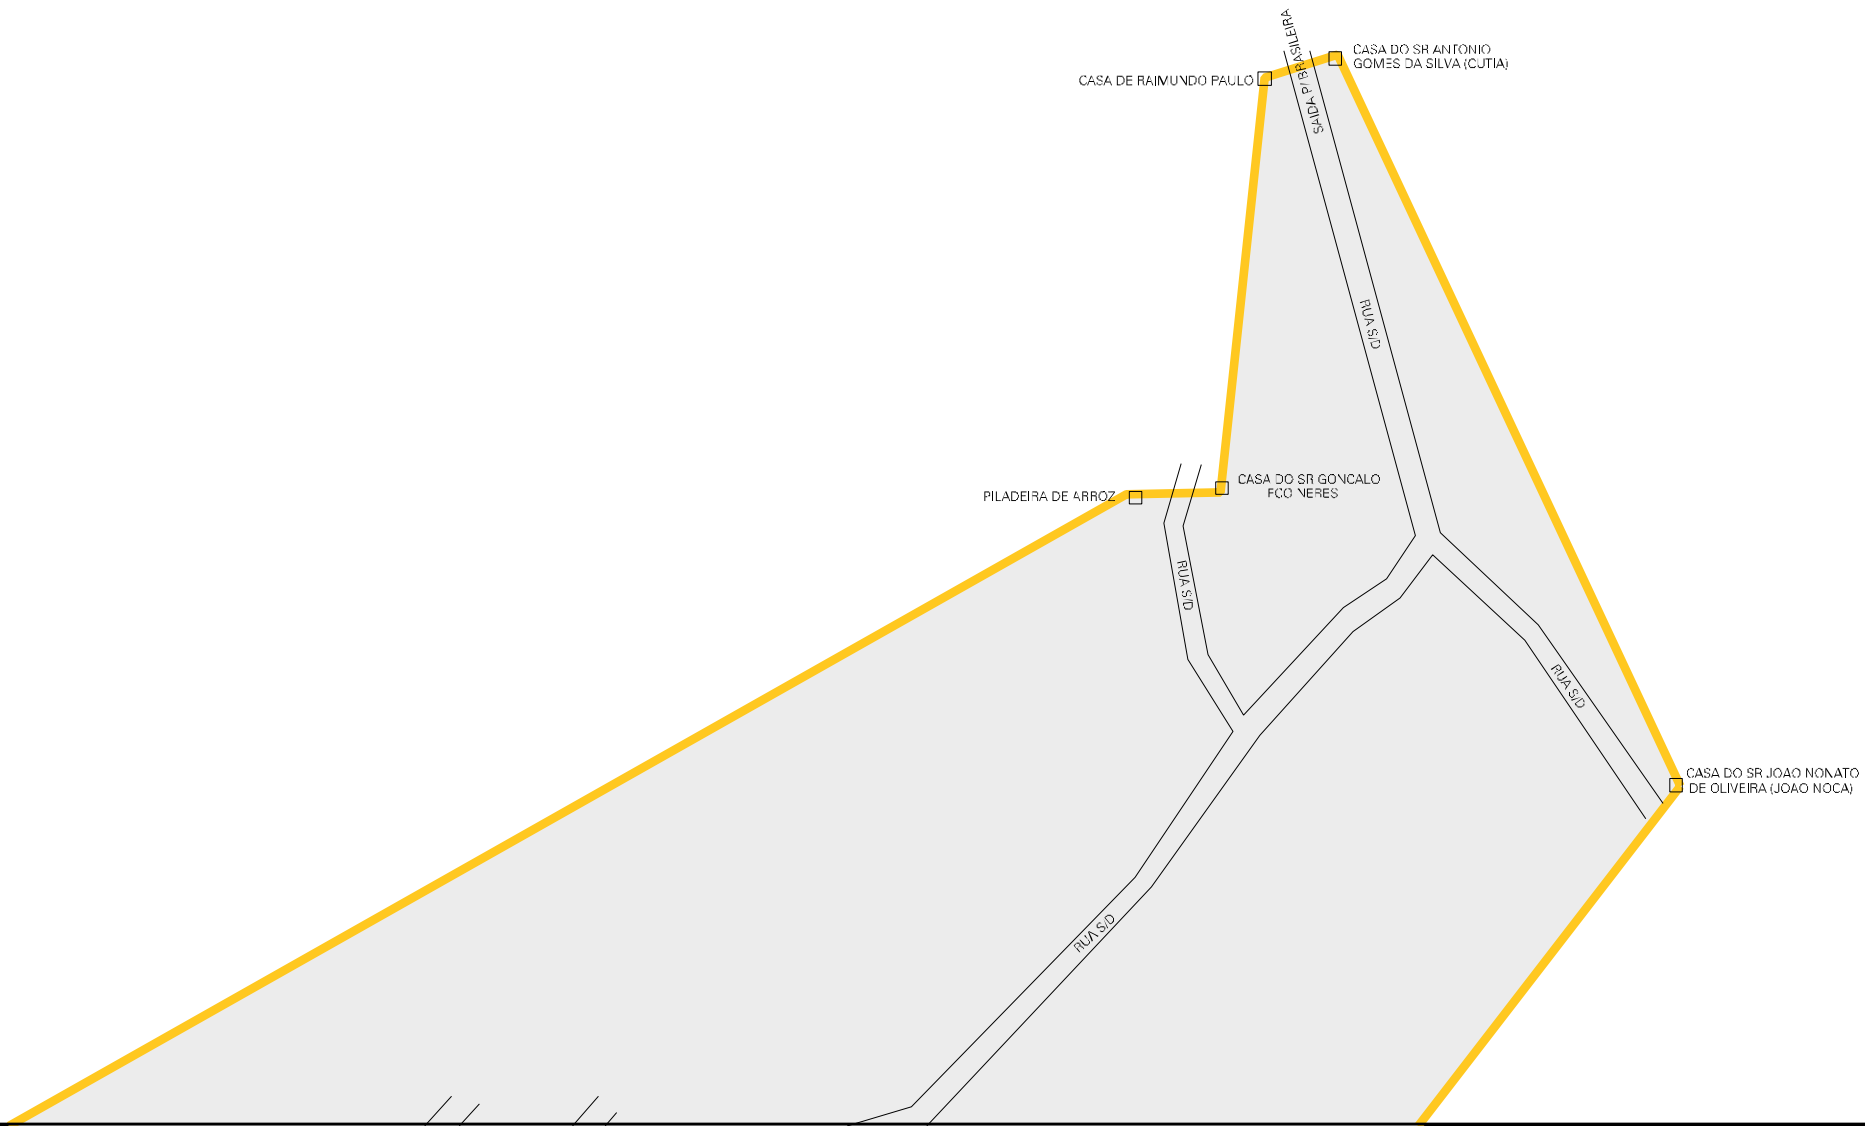 SAIDA P/ BRASILEIRA
CASA DO SR ANTONIO
GOMES DA SILVA (CUTIA)
CASA DE RAIMUNDO PAULO
RUA S/D
CASA DO SR GONCALO
FCO NERES
PILADEIRA DE ARROZ
RUA S/D
RUA S/D
CASA DO SR JOAO NONATO
DE OLIVEIRA (JOAO NOCA)
RUA S/D